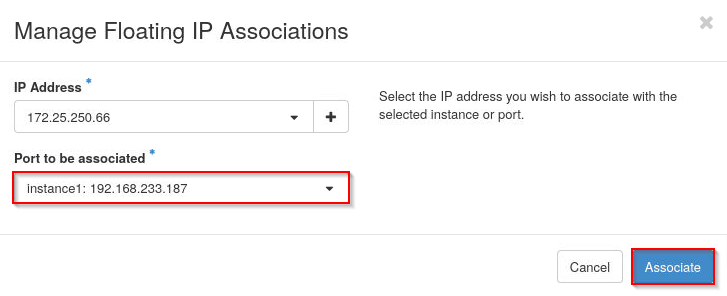 Manage Floating IP Associations
IP Address *
172.25.250.66
Select the IP address you wish to associate with the
selected instance or port.
Port to be associated *
instance1: 192.168.233.187
Cancel
Associate